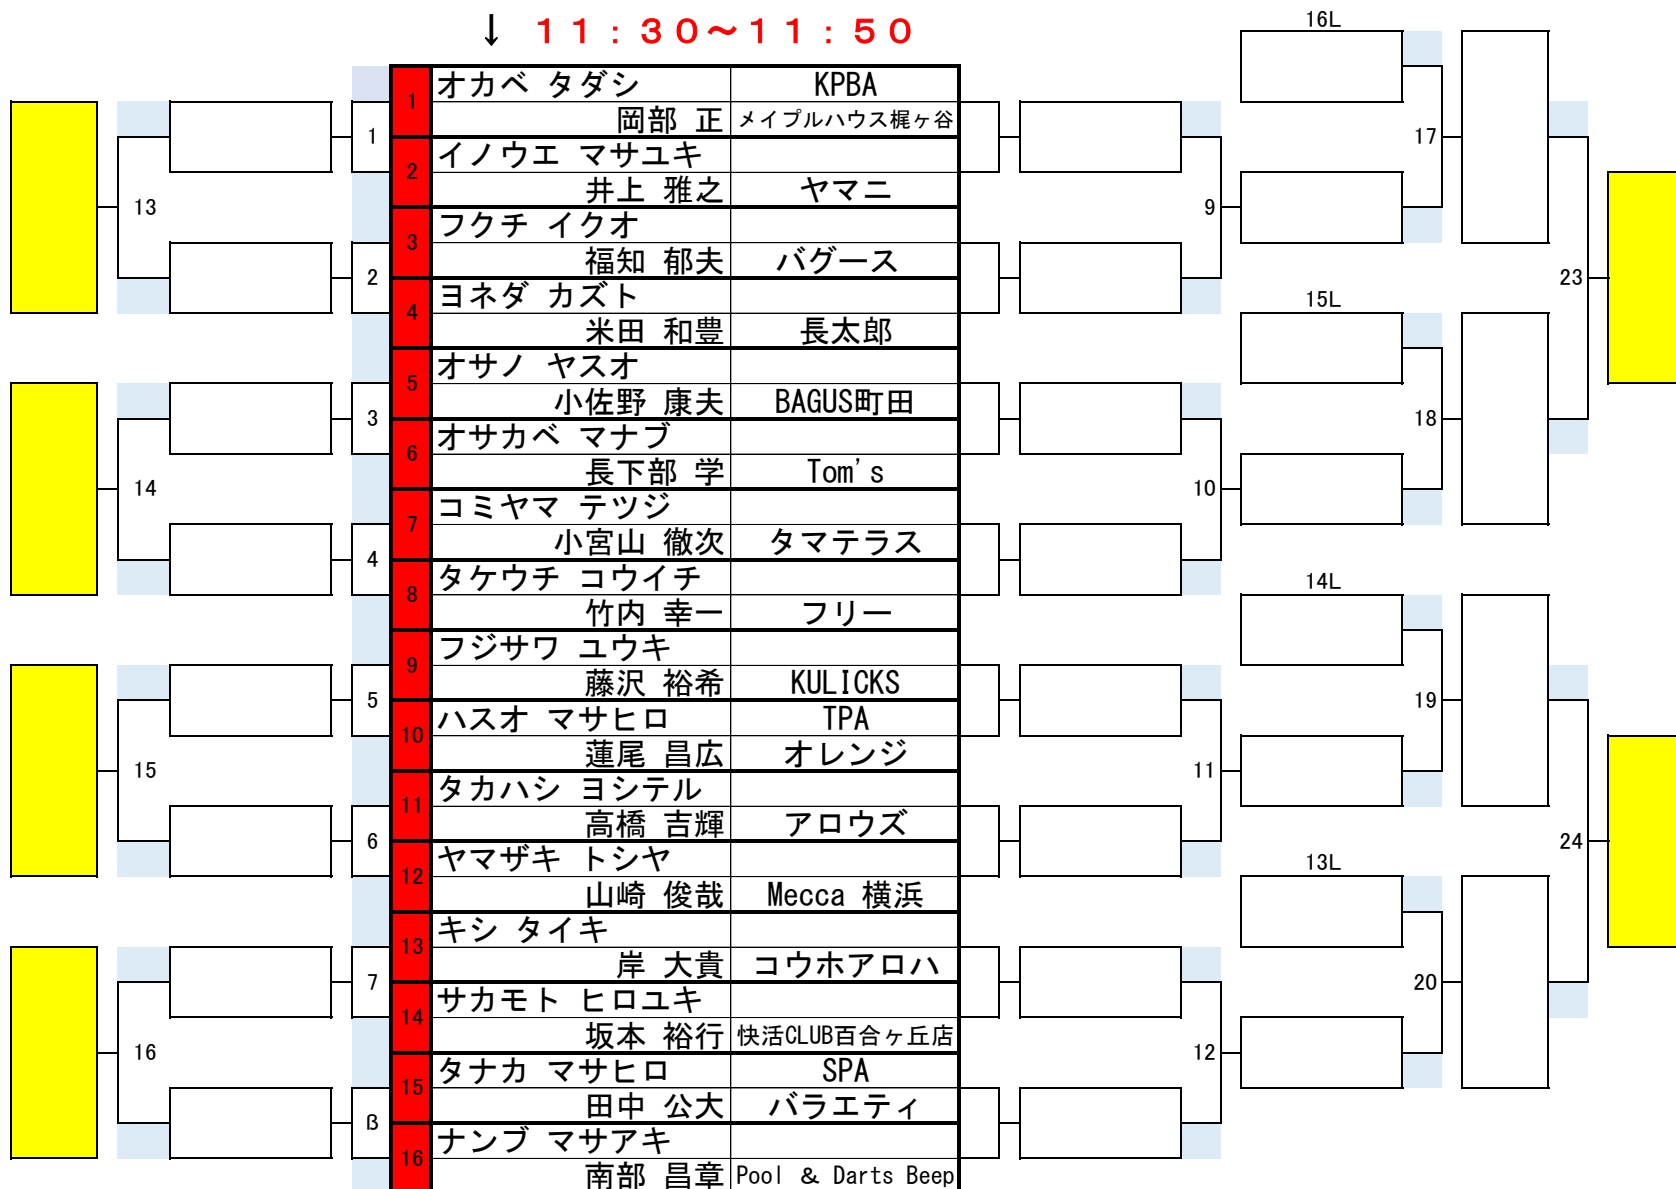 ↓ １１：３０～１１：５０
16L
オカベ タダシ KPBA
1
岡部 正 メイプルハウス梶ヶ谷
1 17
イノウエ マサユキ
2
井上 雅之 ヤマニ
13 9
フクチ イクオ
3
福知 郁夫 バグース
2 23
ヨネダ カズト 15L
4
米田 和豊 長太郎
オサノ ヤスオ
5
小佐野 康夫 BAGUS町田
3 18
オサカベ マナブ
6
長下部 学 Tom's
14 10
コミヤマ テツジ
7
小宮山 徹次 タマテラス
4
タケウチ コウイチ 14L
8
竹内 幸一 フリー
フジサワ ユウキ
9
藤沢 裕希 KULICKS
5 19
ハスオ マサヒロ TPA
10
蓮尾 昌広 オレンジ
15 11
タカハシ ヨシテル
11
高橋 吉輝 アロウズ
6 24
ヤマザキ トシヤ 13L
12
山崎 俊哉 Mecca 横浜
キシ タイキ
13
岸 大貴 コウホアロハ
7 20
サカモト ヒロユキ
14
坂本 裕行 快活CLUB百合ヶ丘店
16 12
タナカ マサヒロ SPA
15
田中 公大 バラエティ
ß
ナンブ マサアキ
16
南部 昌章 Pool & Darts Beep